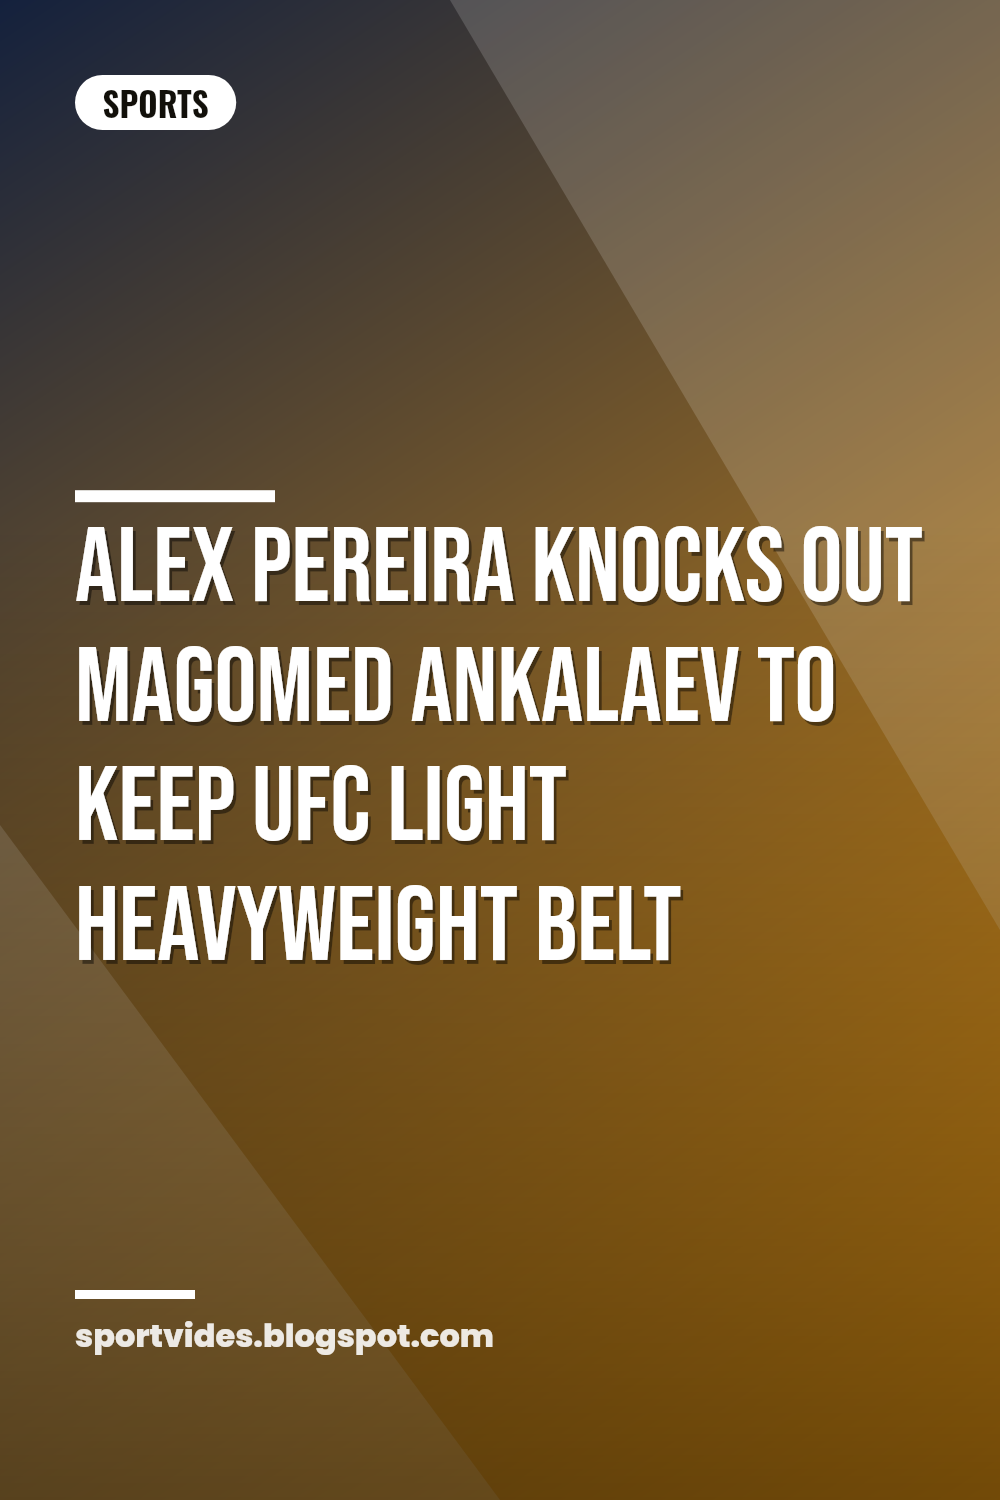 SPORTS
ALEX PEREIRA KNOCKS OUT
MAGOMED ANKALAEV TO
KEEP UFC LIGHT
HEAVYWEIGHT BELT
sportvides.blogspot.com